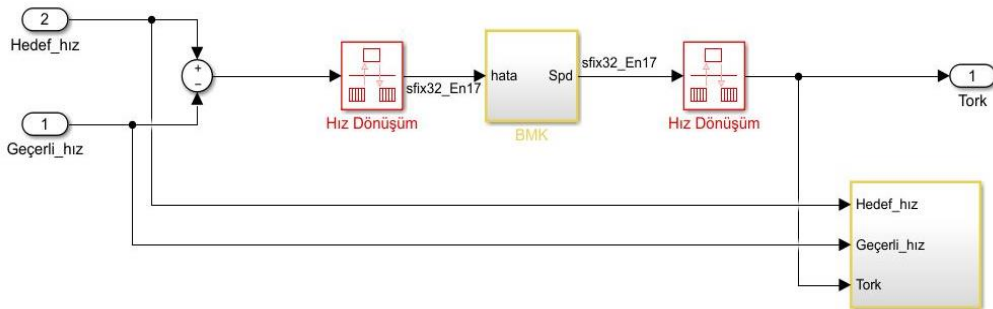 2
Hedef_hız
+
−
1
Geçerli_hız
Hız Dönüşüm
sfix32_En17
hata
Spd
BMK
sfix32_En17
Hız Dönüşüm
1
Tork
Hedef_hız
Geçerli_hız
Tork